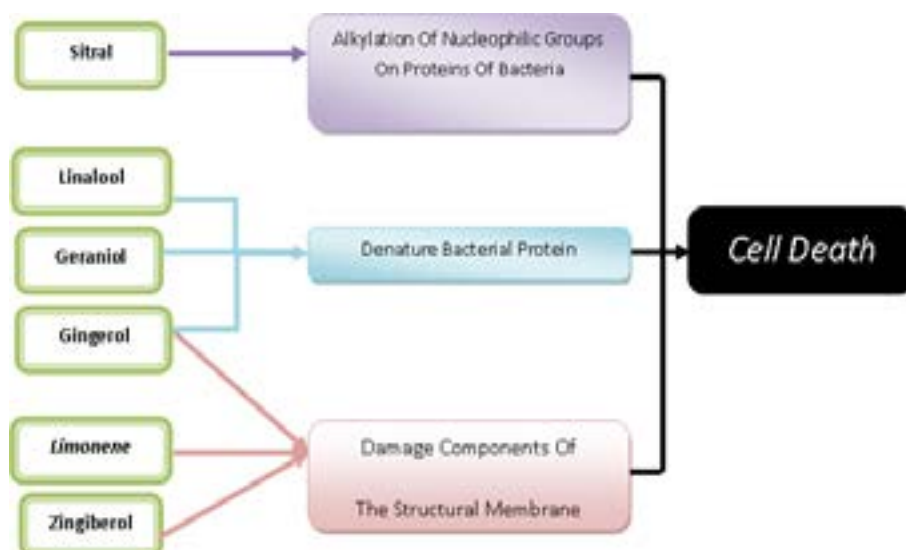 Sitral
Alkylation Of Nucleophilic Groups
On Proteins Of Bacteria
Linalool
Geraniol
Gingerol
Denature Bacterial Protein
Cell Death
Limonene
Zingiberol
Damage Components Of
The Structural Membrane